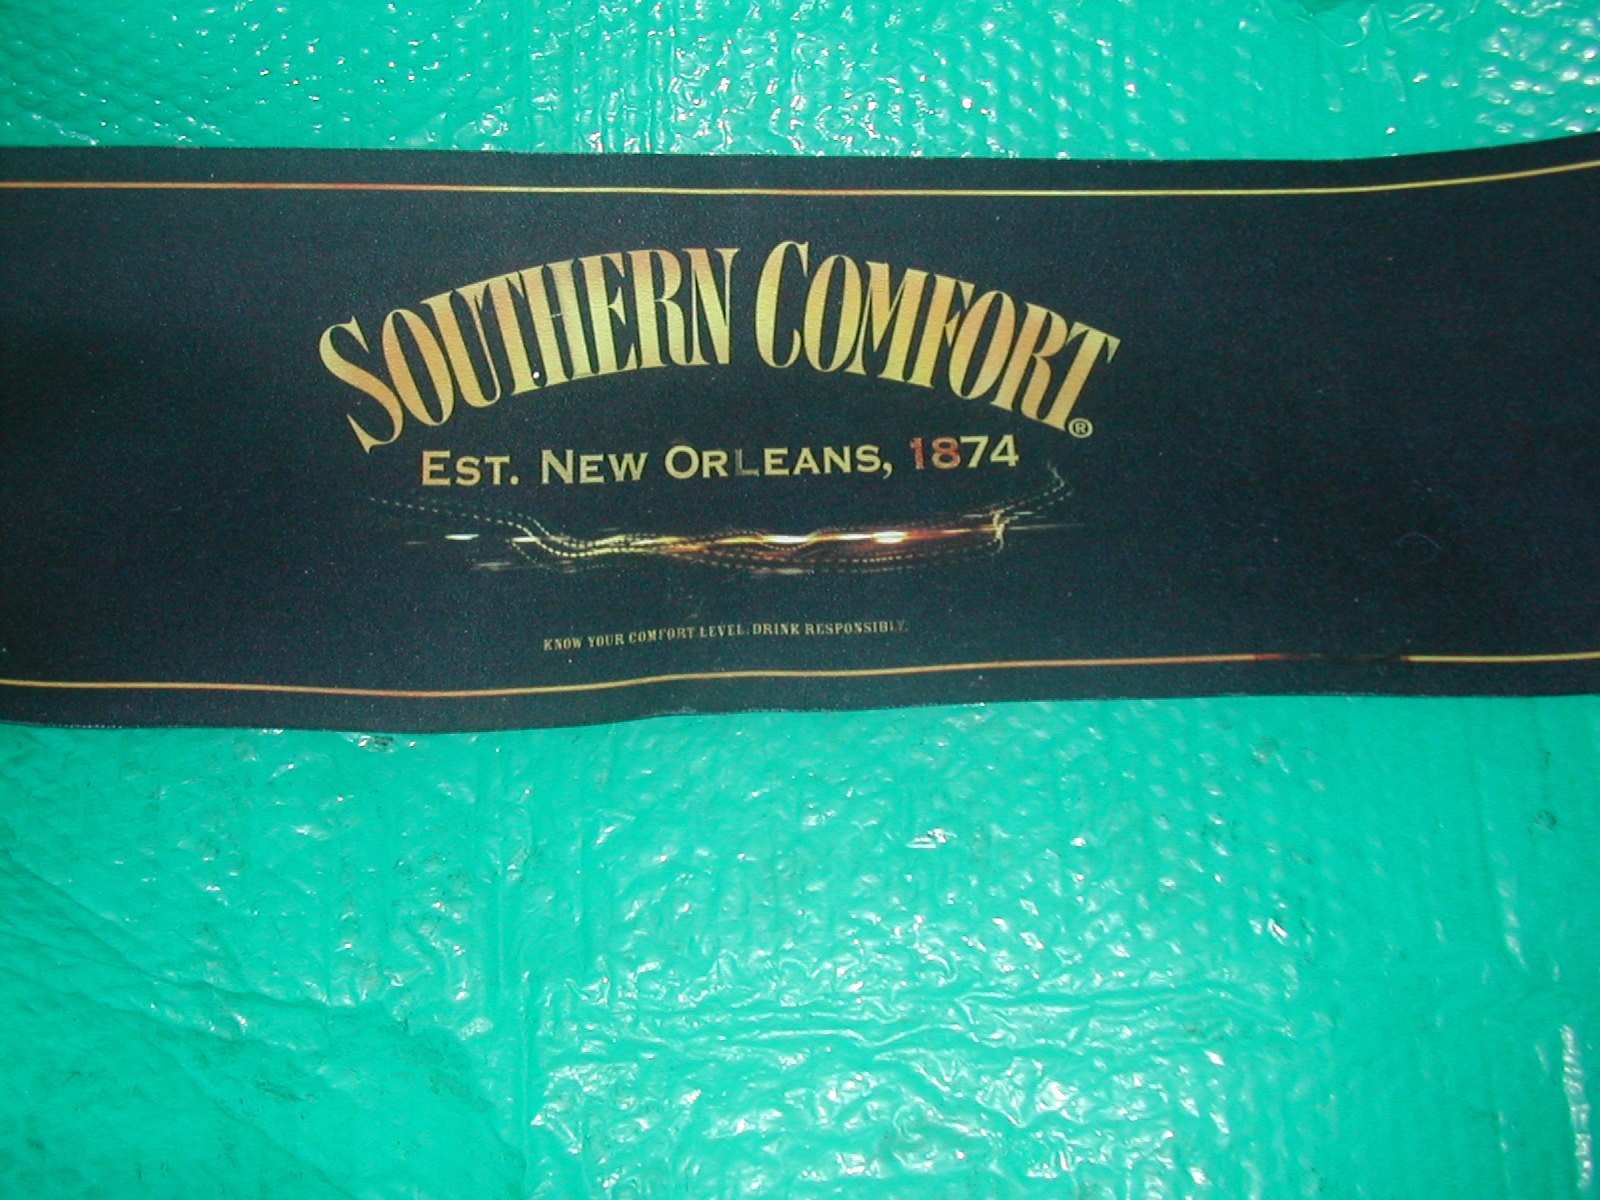 SOUTHERN COMFORT®
EST. NEW ORLEANS, 1874
KNOW YOUR COMFORT LEVEL. DRINK RESPONSIBLY.